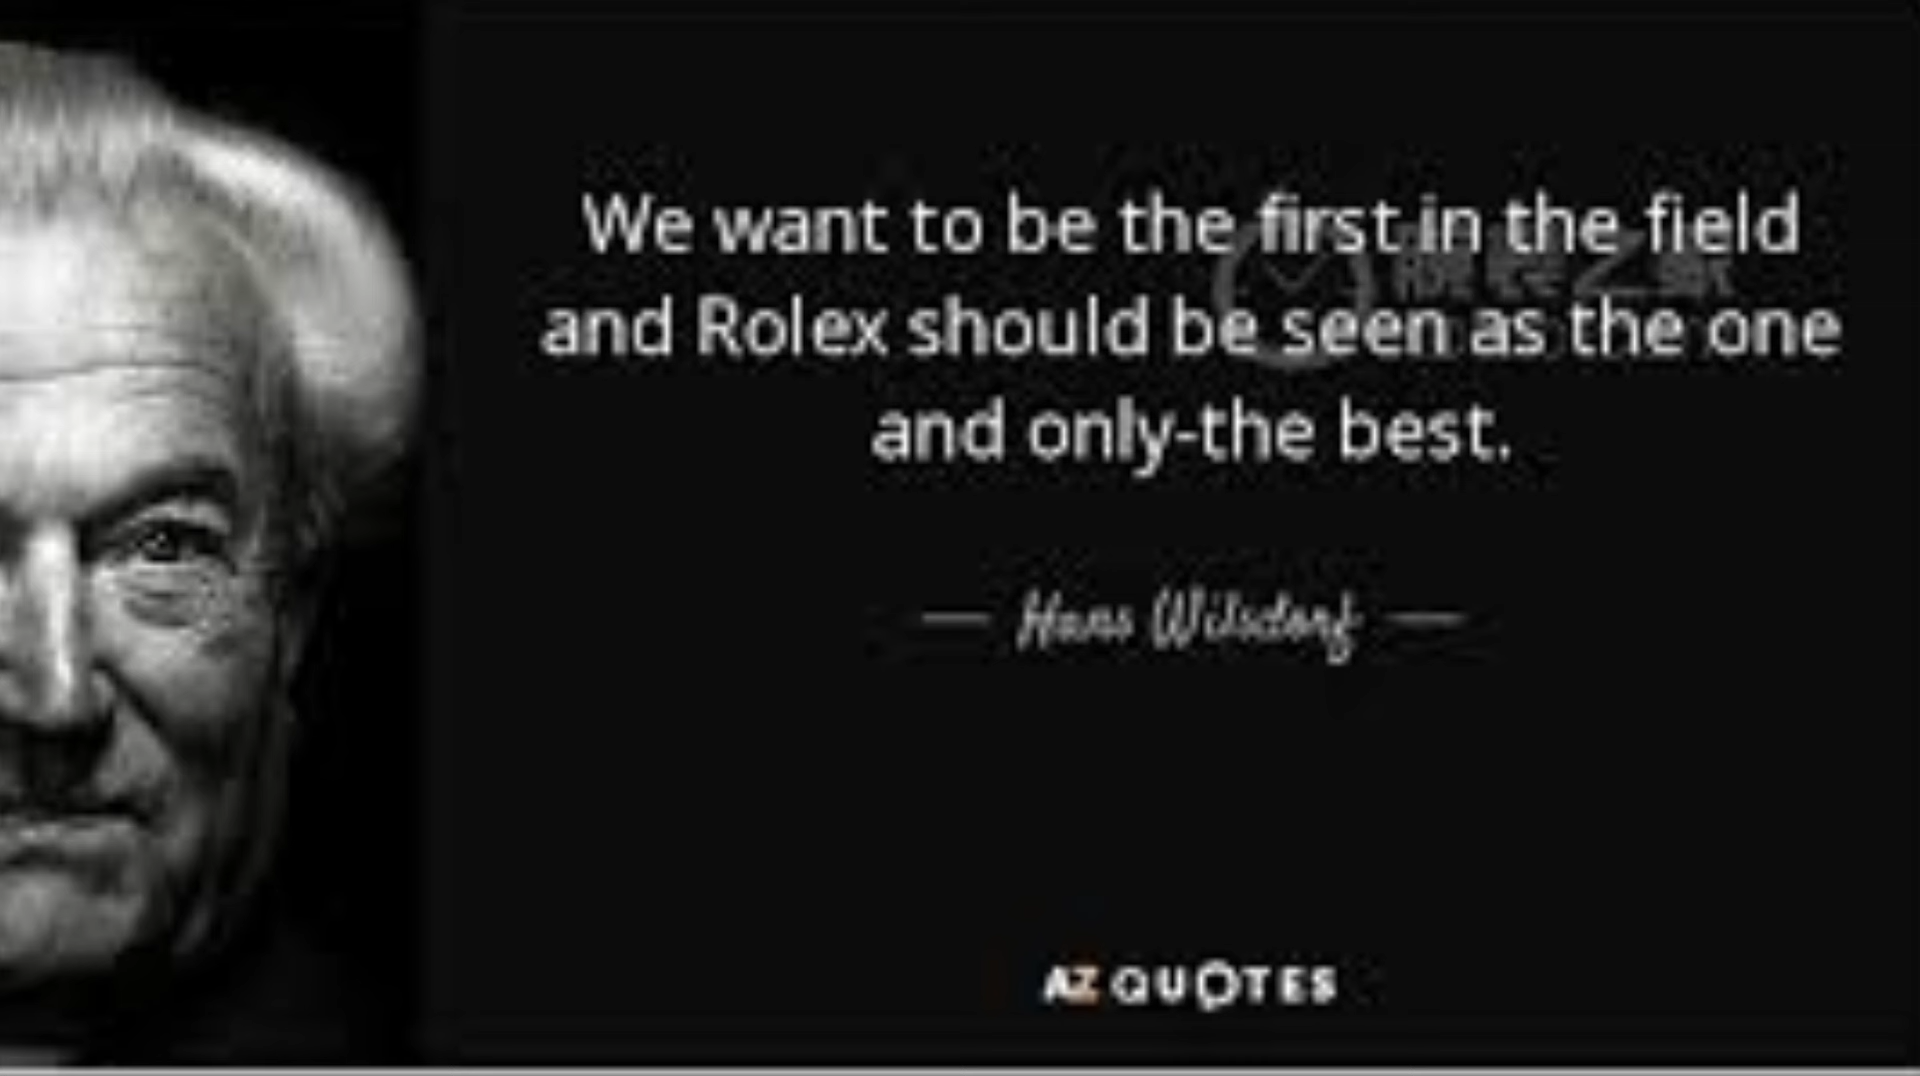 We want to be the first in the field
and Rolex should be seen as the one
and only-the best.
— Hans Wilsdorf —
AZ QUOTES